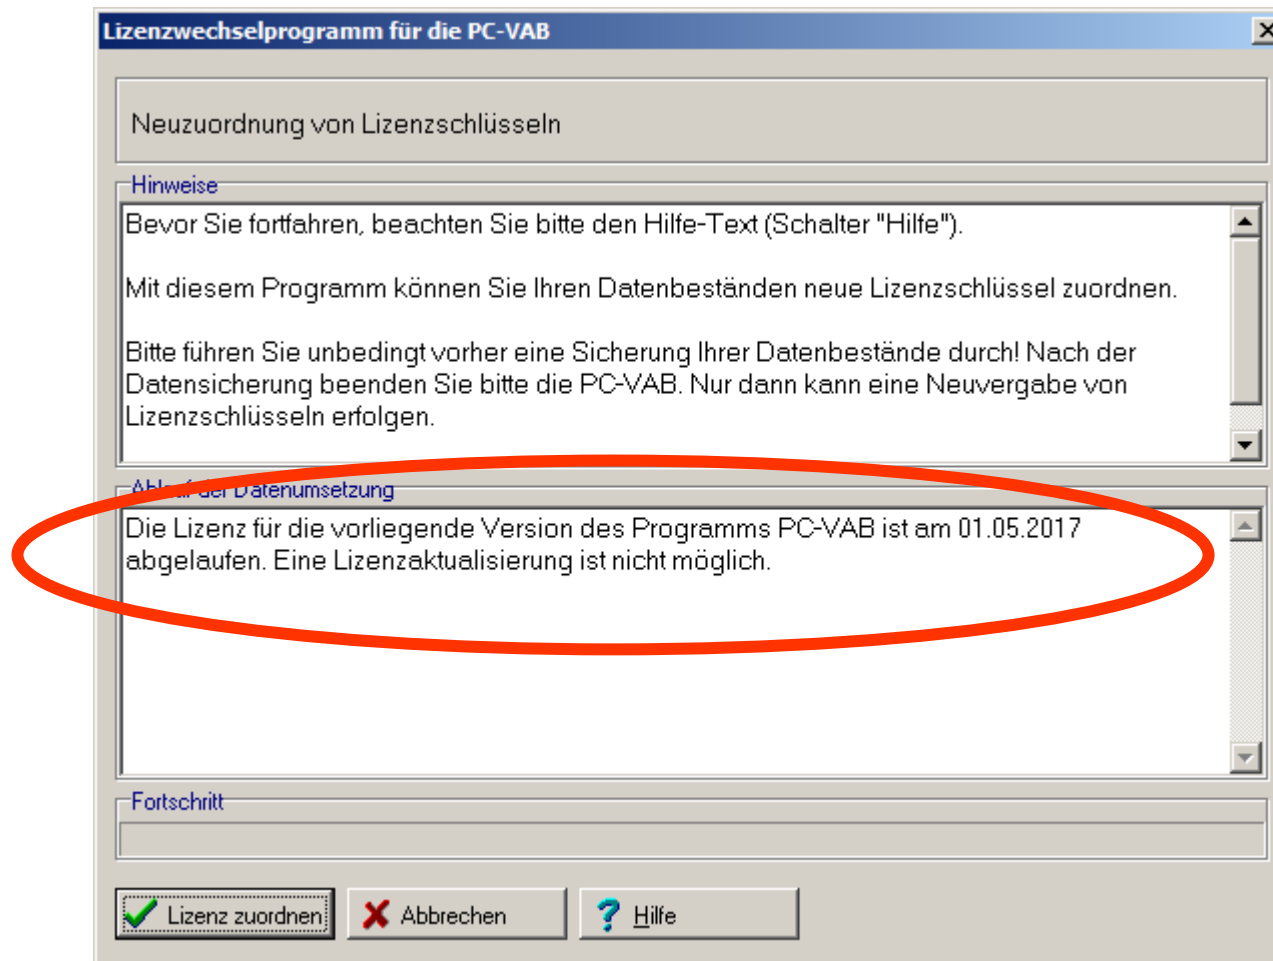 Lizenzwechselprogramm für die PC-VAB
Neuzuordnung von Lizenzschlüsseln
Hinweise
Bevor Sie fortfahren, beachten Sie bitte den Hilfe-Text (Schalter "Hilfe").
Mit diesem Programm können Sie Ihren Datenbeständen neue Lizenzschlüssel zuordnen.
Bitte führen Sie unbedingt vorher eine Sicherung Ihrer Datenbestände durch! Nach der
Datensicherung beenden Sie bitte die PC-VAB. Nur dann kann eine Neuvergabe von
Lizenzschlüsseln erfolgen.
Ablauf der Datenumsetzung
Die Lizenz für die vorliegende Version des Programms PC-VAB ist am 01.05.2017
abgelaufen. Eine Lizenzaktualisierung ist nicht möglich.
Fortschritt
Lizenz zuordnen
Abbrechen
Hilfe